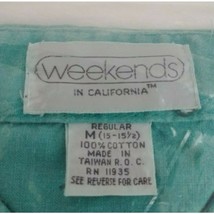 weekends
IN CALIFORNIA™
REGULAR
M (15-15½)
100% COTTON
MADE IN
TAIWAN R.O.C.
RN 11935
SEE REVERSE FOR CARE